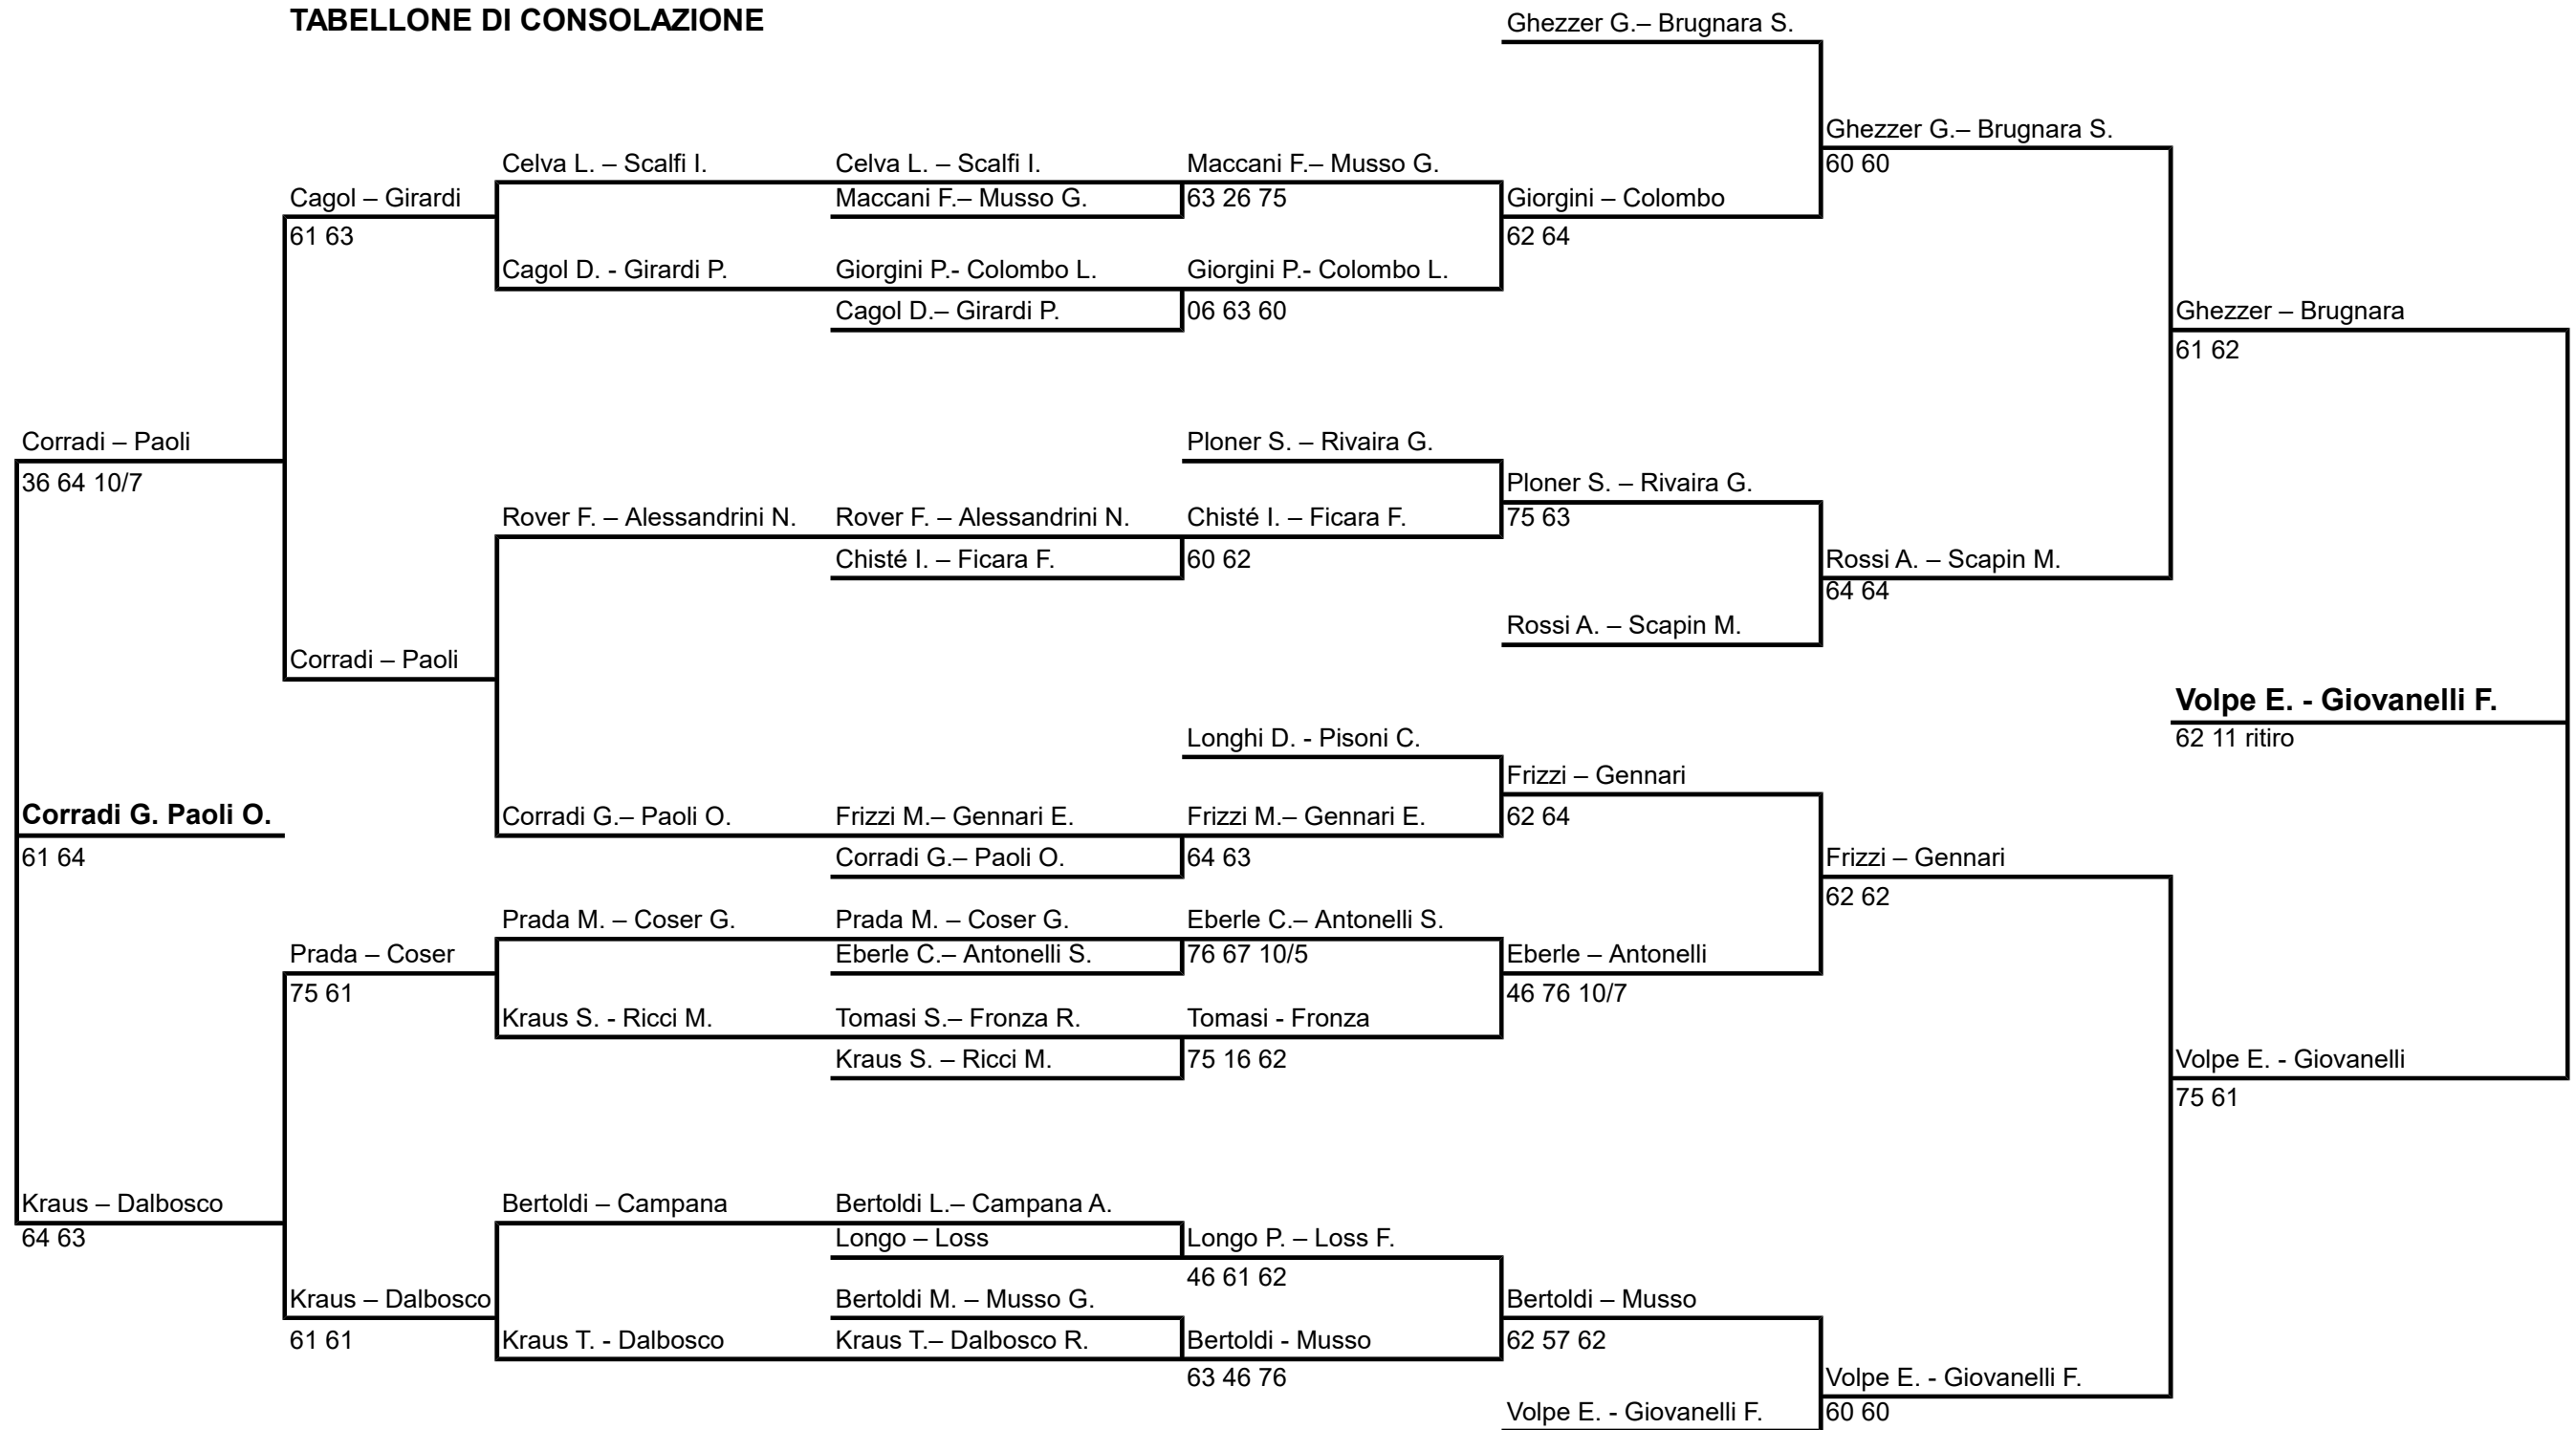 TABELLONE DI CONSOLAZIONE
Ghezzer G.– Brugnara S.
Ghezzer G.– Brugnara S.
Celva L. – Scalfi I.
Celva L. – Scalfi I.
Maccani F.– Musso G.
60 60
Cagol – Girardi
Maccani F.– Musso G.
63 26 75
Giorgini – Colombo
61 63
62 64
Cagol D. - Girardi P.
Giorgini P.- Colombo L.
Giorgini P.- Colombo L.
Cagol D.– Girardi P.
06 63 60
Ghezzer – Brugnara
61 62
Corradi – Paoli
Ploner S. – Rivaira G.
36 64 10/7
Ploner S. – Rivaira G.
Rover F. – Alessandrini N.
Rover F. – Alessandrini N.
Chisté I. – Ficara F.
75 63
Chisté I. – Ficara F.
60 62
Rossi A. – Scapin M.
64 64
Rossi A. – Scapin M.
Corradi – Paoli
Volpe E. - Giovanelli F.
Longhi D. - Pisoni C.
62 11 ritiro
Frizzi – Gennari
Corradi G. Paoli O.
Corradi G.– Paoli O.
Frizzi M.– Gennari E.
Frizzi M.– Gennari E.
62 64
61 64
Corradi G.– Paoli O.
64 63
Frizzi – Gennari
62 62
Prada M. – Coser G.
Prada M. – Coser G.
Eberle C.– Antonelli S.
Prada – Coser
Eberle C.– Antonelli S.
76 67 10/5
Eberle – Antonelli
75 61
46 76 10/7
Kraus S. - Ricci M.
Tomasi S.– Fronza R.
Tomasi - Fronza
Kraus S. – Ricci M.
75 16 62
Volpe E. - Giovanelli
75 61
Kraus – Dalbosco
Bertoldi – Campana
Bertoldi L.– Campana A.
64 63
Longo – Loss
Longo P. – Loss F.
46 61 62
Kraus – Dalbosco
Bertoldi M. – Musso G.
Bertoldi – Musso
61 61
Kraus T. - Dalbosco
Kraus T.– Dalbosco R.
Bertoldi - Musso
62 57 62
63 46 76
Volpe E. - Giovanelli F.
Volpe E. - Giovanelli F.
60 60